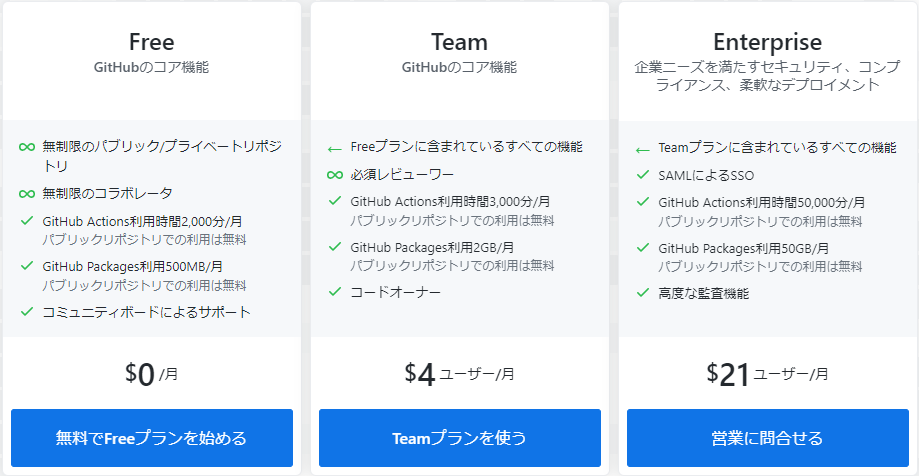 Free
GitHubのコア機能
無制限のパブリック/プライベートリポジ
トリ
無制限のコラボレータ
GitHub Actions利用時間2,000分/月
パブリックリポジトリでの利用は無料
GitHub Packages利用500MB/月
パブリックリポジトリでの利用は無料
コミュニティボードによるサポート
$0 /月
無料でFreeプランを始める
Team
GitHubのコア機能
Freeプランに含まれているすべての機能
必須レビューワー
GitHub Actions利用時間3,000分/月
パブリックリポジトリでの利用は無料
GitHub Packages利用2GB/月
パブリックリポジトリでの利用は無料
コードオーナー
$4 ユーザー/月
Teamプランを使う
Enterprise
企業ニーズを満たすセキュリティ、コンプ
ライアンス、柔軟なデプロイメント
Teamプランに含まれているすべての機能
SAMLによるSSO
GitHub Actions利用時間50,000分/月
パブリックリポジトリでの利用は無料
GitHub Packages利用50GB/月
パブリックリポジトリでの利用は無料
高度な監査機能
$21 ユーザー/月
営業に問合せる